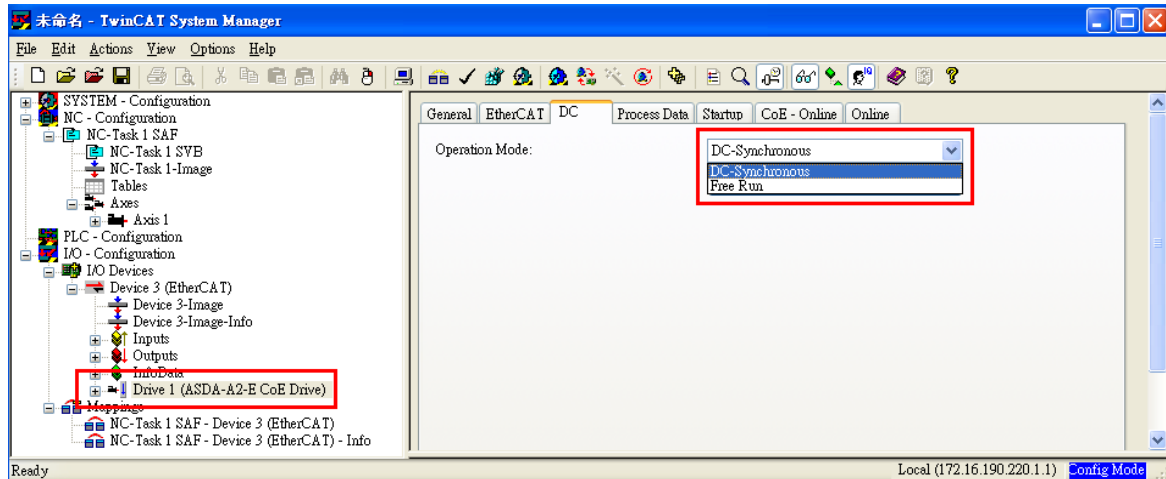 未命名 - TwinCAT System Manager
File Edit Actions View Options Help
SYSTEM - Configuration
NC - Configuration
NC-Task 1 SAF
NC-Task 1 SVB
NC-Task 1-Image
Tables
Axes
Axis 1
PLC - Configuration
I/O - Configuration
I/O Devices
Device 3 (EtherCAT)
Device 3-Image
Device 3-Image-Info
Inputs
Outputs
InfoData
Drive 1 (ASDA-A2-E CoE Drive)
Mappings
NC-Task 1 SAF - Device 3 (EtherCAT)
NC-Task 1 SAF - Device 3 (EtherCAT) - Info
General EtherCAT DC Process Data Startup CoE - Online Online
Operation Mode: DC-Synchronous
DC-Synchronous
Free Run
Ready Local (172.16.190.220.1.1) Config Mode